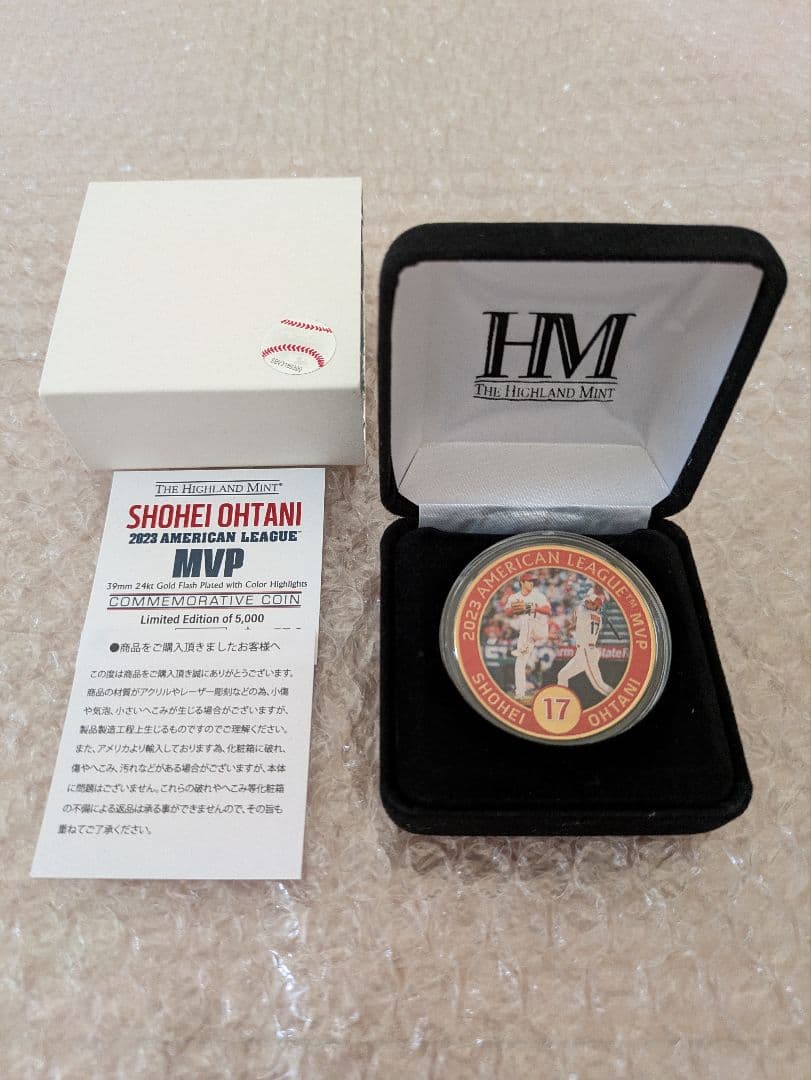 HM
THE HIGHLAND MINT
THE HIGHLAND MINT®
SHOHEI OHTANI
2023 AMERICAN LEAGUE™
MVP
39mm 24kt Gold Flash Plated with Color Highlights
COMMEMORATIVE COIN
Limited Edition of 5,000
●商品をご購入頂きましたお客様へ
この度は商品をご購入頂き誠にありがとうございます。
商品の材質がアクリルやレーザー彫刻などの為、小傷
や気泡、小さいへこみが生じる場合がございますが、
製品製造工程上生じるものですのでご理解ください。
また、アメリカより輸入しております為、化粧箱に破れ、
傷やへこみ、汚れなどがある場合がございますが、本体
に問題はございません。これらの破れやへこみ等化粧箱
の不備による返品は承る事ができませんので、その旨も
重ねてご了承ください。
2023 AMERICAN LEAGUE™ MVP
17
StateF
SHOHEI
17
OHTANI